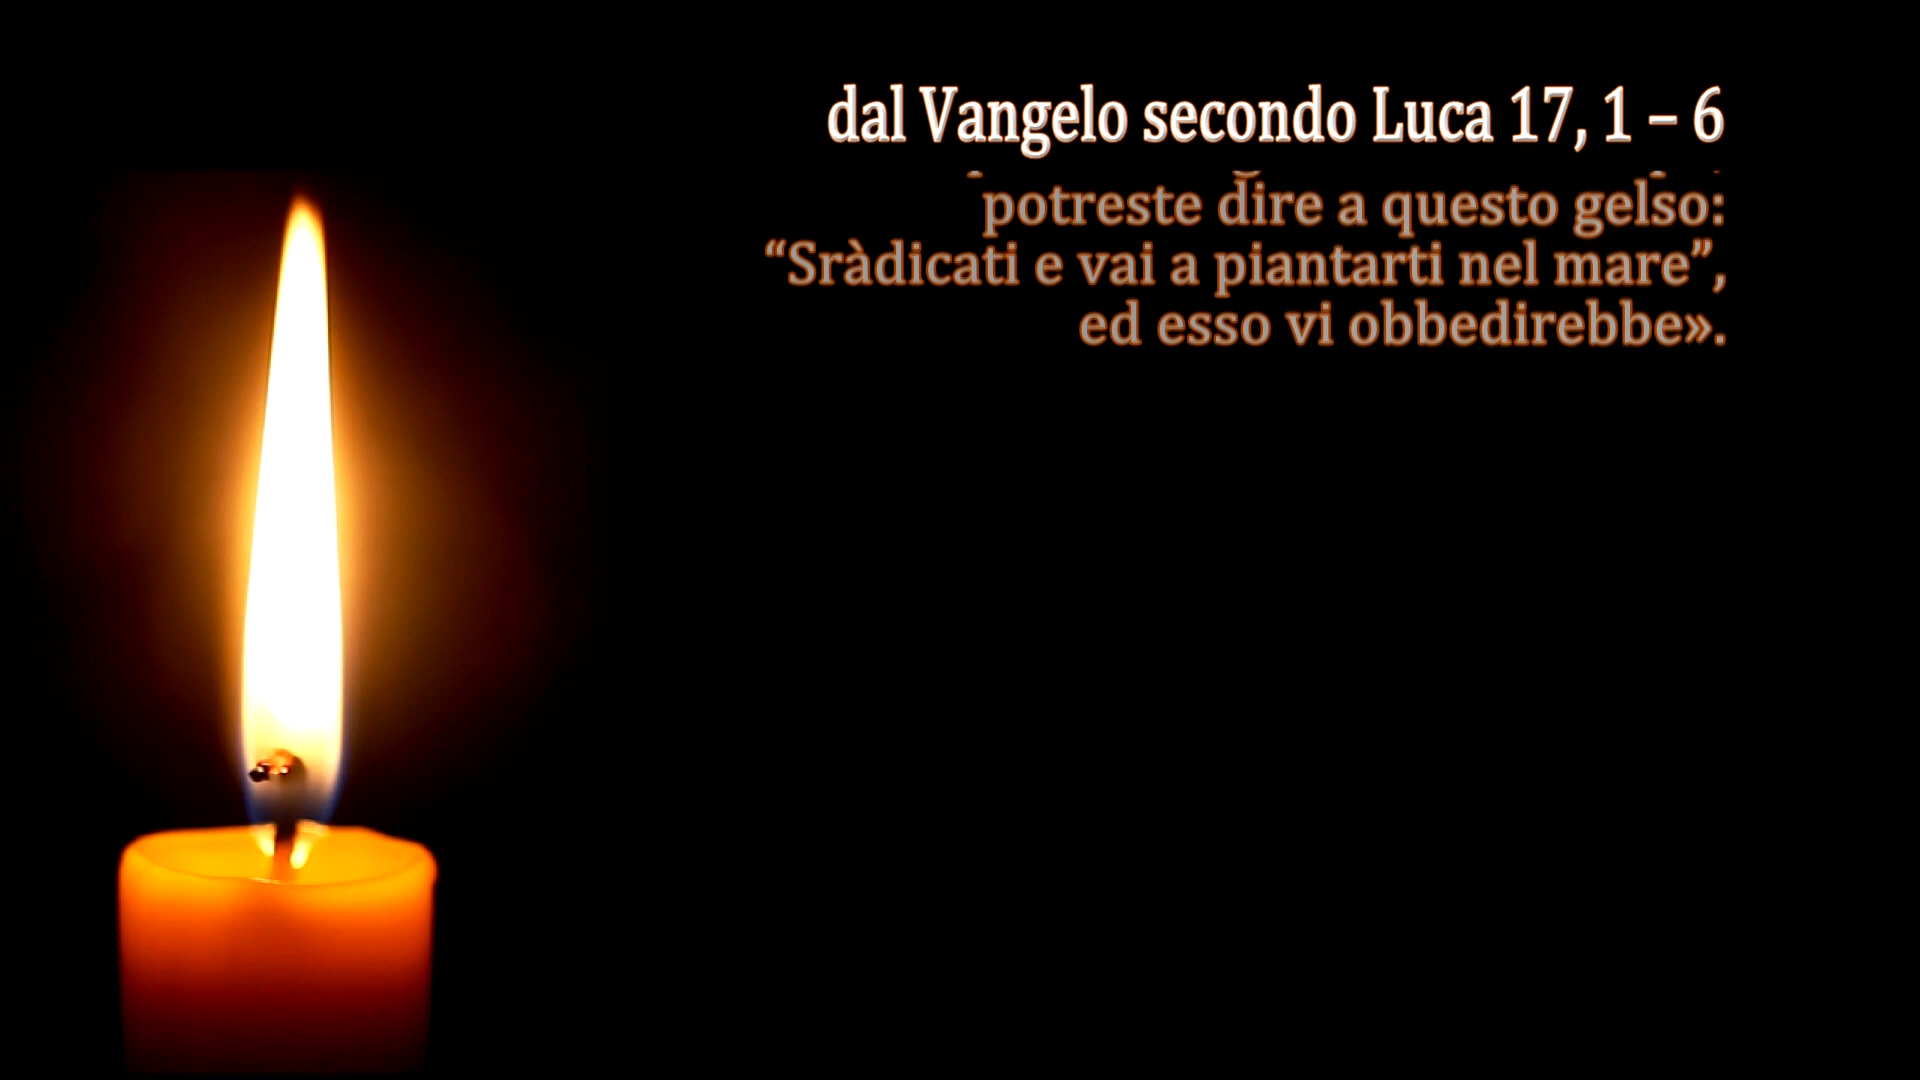 dal Vangelo secondo Luca 17, 1 – 6
potreste dire a questo gelso:
“Sràdicati e vai a piantarti nel mare”,
ed esso vi obbedirebbe».